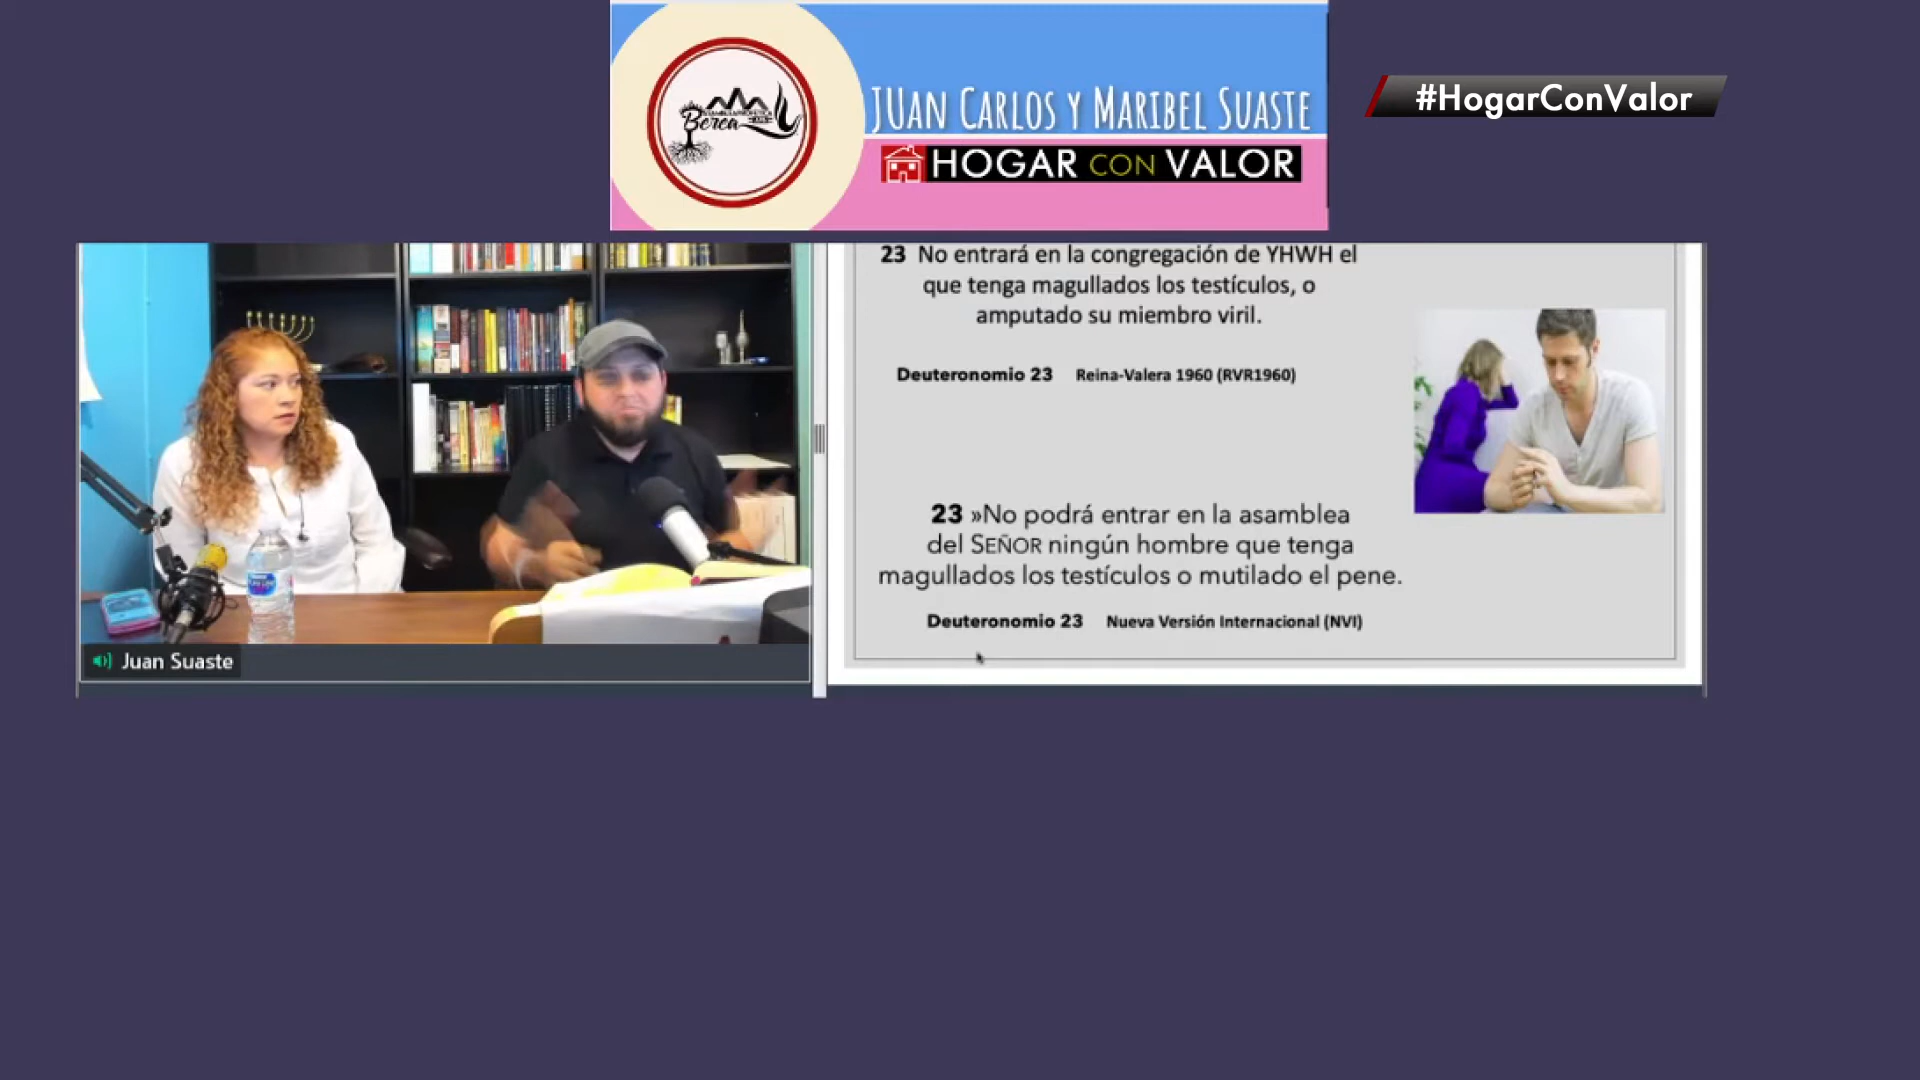 JUAN CARLOS Y MARIBEL SUASTE
HOGAR CON VALOR
#HogarConValor
Berea
23 No entrará en la congregación de YHWH el
que tenga magullados los testículos, o
amputado su miembro viril.
Deuteronomio 23 Reina-Valera 1960 (RVR1960)
23 »No podrá entrar en la asamblea
del SEÑOR ningún hombre que tenga
magullados los testículos o mutilado el pene.
Deuteronomio 23 Nueva Versión Internacional (NVI)
Juan Suaste